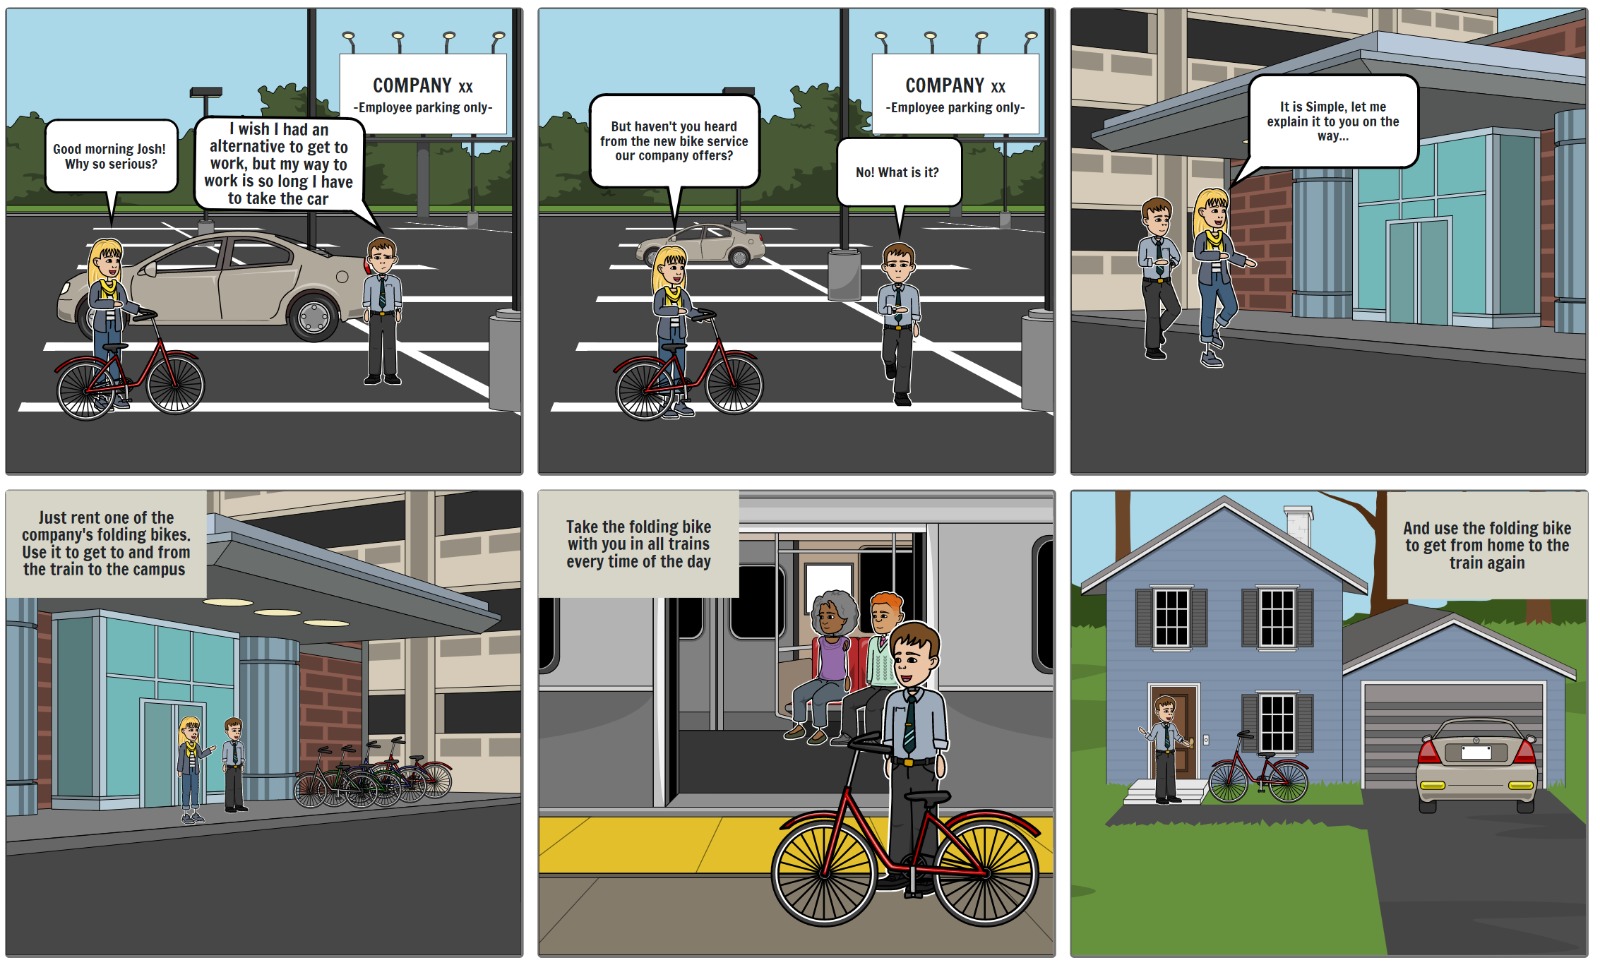 COMPANY xx
-Employee parking only-
Good morning Josh!
Why so serious?
I wish I had an
alternative to get to
work, but my way to
work is so long I have
to take the car
COMPANY xx
-Employee parking only-
But haven't you heard
from the new bike service
our company offers?
No! What is it?
It is Simple, let me
explain it to you on the
way...
Just rent one of the
company's folding bikes.
Use it to get to and from
the train to the campus
Take the folding bike
with you in all trains
every time of the day
And use the folding bike
to get from home to the
train again